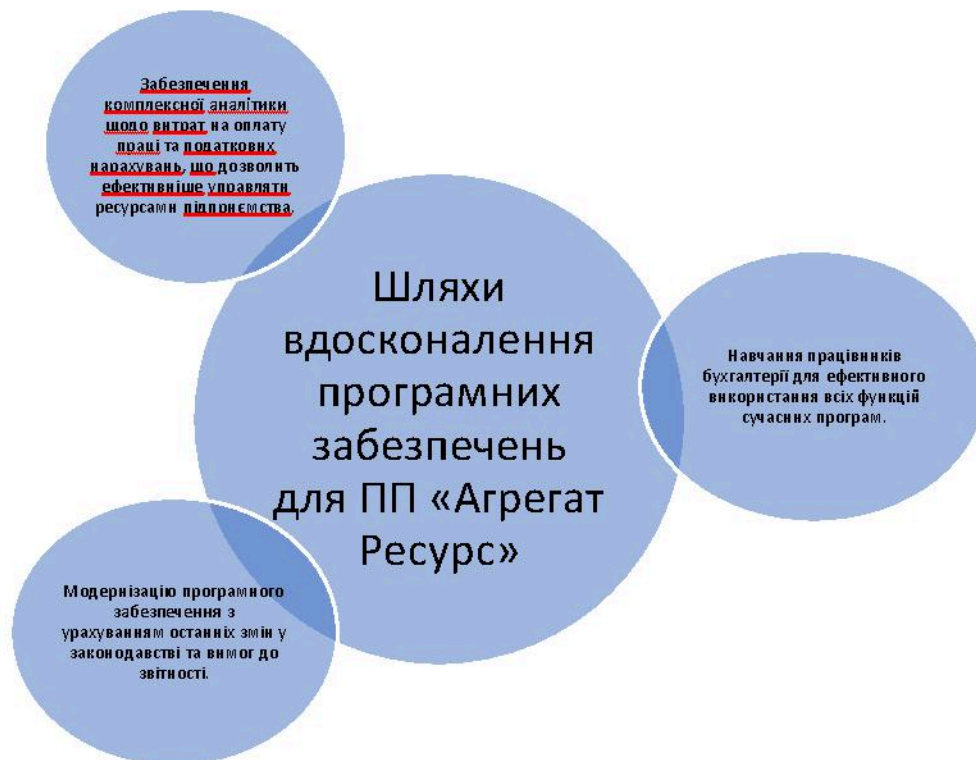 Забезпечення
комплексної аналітики
щодо витрат на оплату
праці та податкових
нарахувань, що дозволить
ефективніше управляти
ресурсами підприємства.
Шляхи
вдосконалення
програмних
забезпечень
для ПП «Агрегат
Ресурс»
Навчання працівників
бухгалтерії для ефективного
використання всіх функцій
сучасних програм.
Модернізацію програмного
забезпечення з
урахуванням останніх змін у
законодавстві та вимог до
звітності.